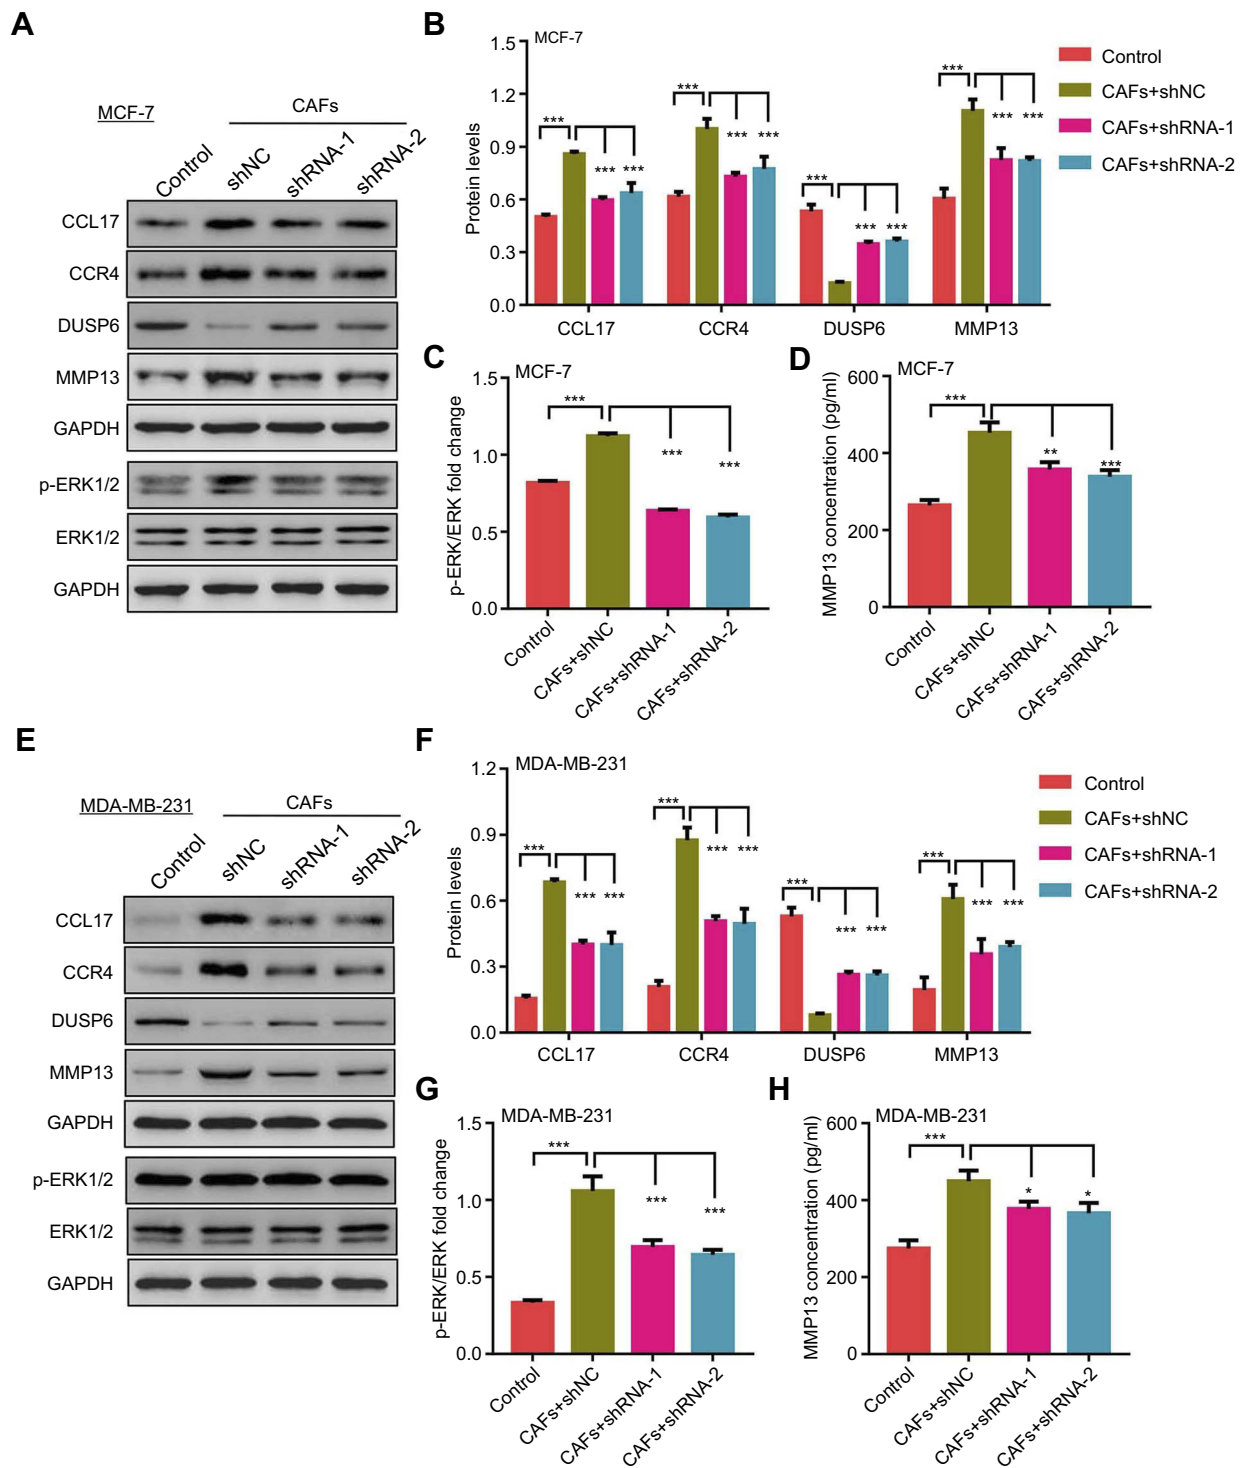 A
MCF-7
CAFs
Control
shNC
shRNA-1
shRNA-2
CCL17
CCR4
DUSP6
MMP13
GAPDH
p-ERK1/2
ERK1/2
GAPDH
B
MCF-7
Protein levels
1.5
1.2
0.9
0.6
0.3
0.0
*** *** ***
*** *** ***
*** *** ***
*** *** ***
CCL17 CCR4 DUSP6 MMP13
Control
CAFs+shNC
CAFs+shRNA-1
CAFs+shRNA-2
C
MCF-7
p-ERK/ERK fold change
1.5
1.0
0.5
0.0
*** *** ***
Control
CAFs+shNC
CAFs+shRNA-1
CAFs+shRNA-2
D
MCF-7
MMP13 concentration (pg/ml)
600
400
200
0
*** ** ***
Control
CAFs+shNC
CAFs+shRNA-1
CAFs+shRNA-2
E
MDA-MB-231
CAFs
Control
shNC
shRNA-1
shRNA-2
CCL17
CCR4
DUSP6
MMP13
GAPDH
p-ERK1/2
ERK1/2
GAPDH
F
MDA-MB-231
Protein levels
1.2
0.9
0.6
0.3
0.0
*** *** ***
*** *** ***
*** *** ***
*** *** ***
CCL17 CCR4 DUSP6 MMP13
Control
CAFs+shNC
CAFs+shRNA-1
CAFs+shRNA-2
G
MDA-MB-231
p-ERK/ERK fold change
1.5
1.0
0.5
0.0
*** *** ***
Control
CAFs+shNC
CAFs+shRNA-1
CAFs+shRNA-2
H
MDA-MB-231
MMP13 concentration (pg/ml)
600
400
200
0
*** * *
Control
CAFs+shNC
CAFs+shRNA-1
CAFs+shRNA-2